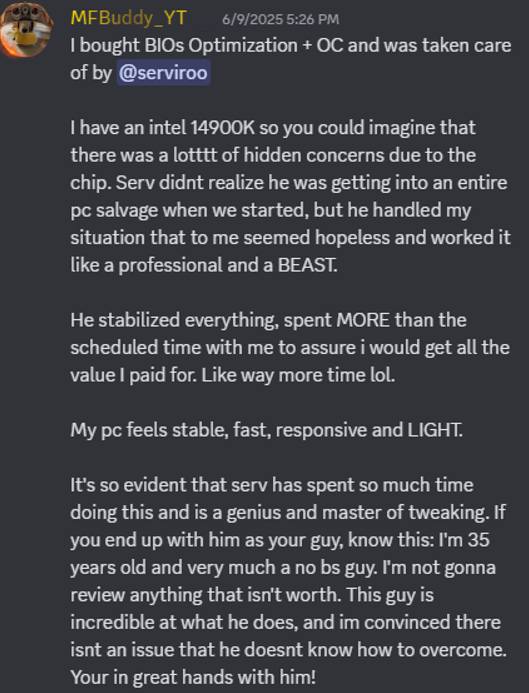 MFBuddy_YT 6/9/2025 5:26 PM
I bought BIOs Optimization + OC and was taken care
of by @serviroo
I have an intel 14900K so you could imagine that
there was a lotttt of hidden concerns due to the
chip. Serv didnt realize he was getting into an entire
pc salvage when we started, but he handled my
situation that to me seemed hopeless and worked it
like a professional and a BEAST.
He stabilized everything, spent MORE than the
scheduled time with me to assure i would get all the
value I paid for. Like way more time lol.
My pc feels stable, fast, responsive and LIGHT.
It's so evident that serv has spent so much time
doing this and is a genius and master of tweaking. If
you end up with him as your guy, know this: I'm 35
years old and very much a no bs guy. I'm not gonna
review anything that isn't worth. This guy is
incredible at what he does, and im convinced there
isnt an issue that he doesnt know how to overcome.
Your in great hands with him!